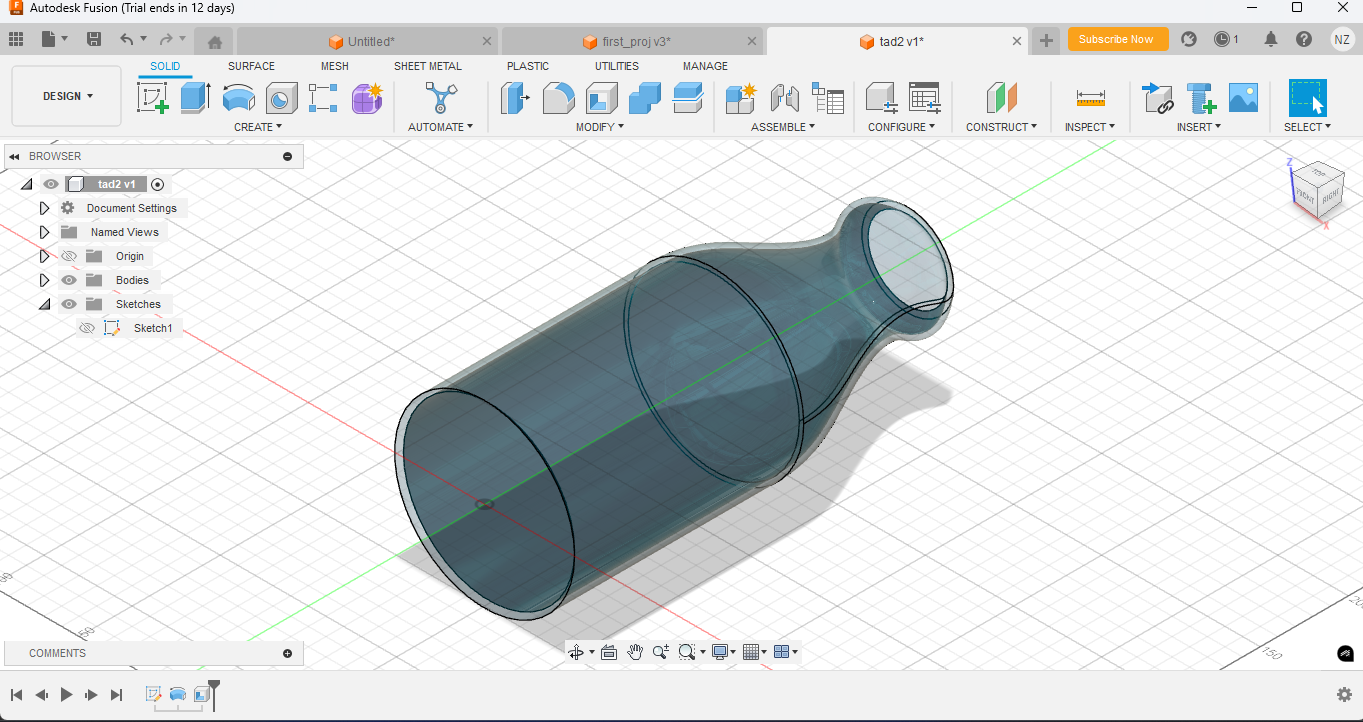 Autodesk Fusion (Trial ends in 12 days)
Untitled*
first_proj v3*
tad2 v1*
Subscribe Now
1
NZ
DESIGN
SOLID SURFACE MESH SHEET METAL PLASTIC UTILITIES MANAGE
CREATE AUTOMATE MODIFY ASSEMBLE CONFIGURE CONSTRUCT INSPECT INSERT SELECT
BROWSER
tad2 v1
Document Settings
Named Views
Origin
Bodies
Sketches
Sketch1
Z
TOP
FRONT
RIGHT
X
50
150
COMMENTS